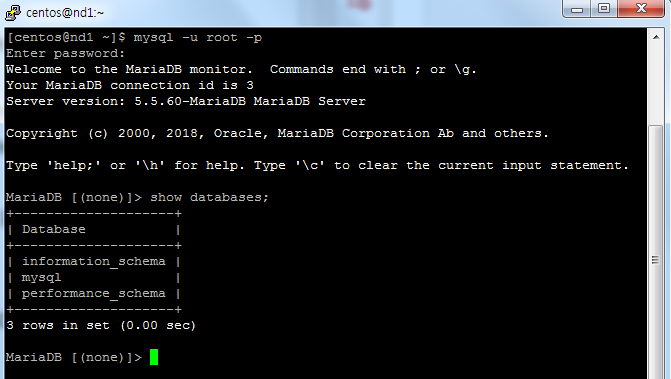 centos@nd1:~
[centos@nd1 ~]$ mysql -u root -p
Enter password:
Welcome to the MariaDB monitor.  Commands end with ; or \g.
Your MariaDB connection id is 3
Server version: 5.5.60-MariaDB MariaDB Server

Copyright (c) 2000, 2018, Oracle, MariaDB Corporation Ab and others.

Type 'help;' or '\h' for help. Type '\c' to clear the current input statement.

MariaDB [(none)]> show databases;
+--------------------+
| Database           |
+--------------------+
| information_schema |
| mysql              |
| performance_schema |
+--------------------+
3 rows in set (0.00 sec)

MariaDB [(none)]>